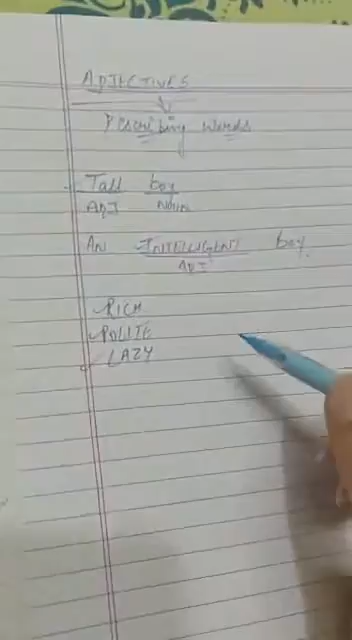 ADJECTIVES
Describing words
Tall boy
ADJ Noun
AN INTELLIGENT boy
ADJ
RICH
POLITE
LAZY